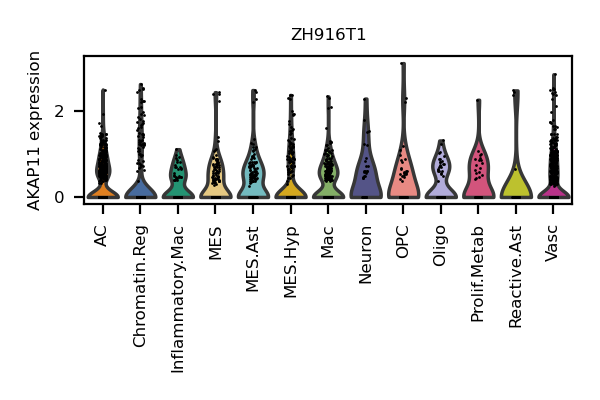 ZH916T1
AKAP11 expression
2
0
AC
Chromatin.Reg
Inflammatory.Mac
MES
MES.Ast
MES.Hyp
Mac
Neuron
OPC
Oligo
Prolif.Metab
Reactive.Ast
Vasc